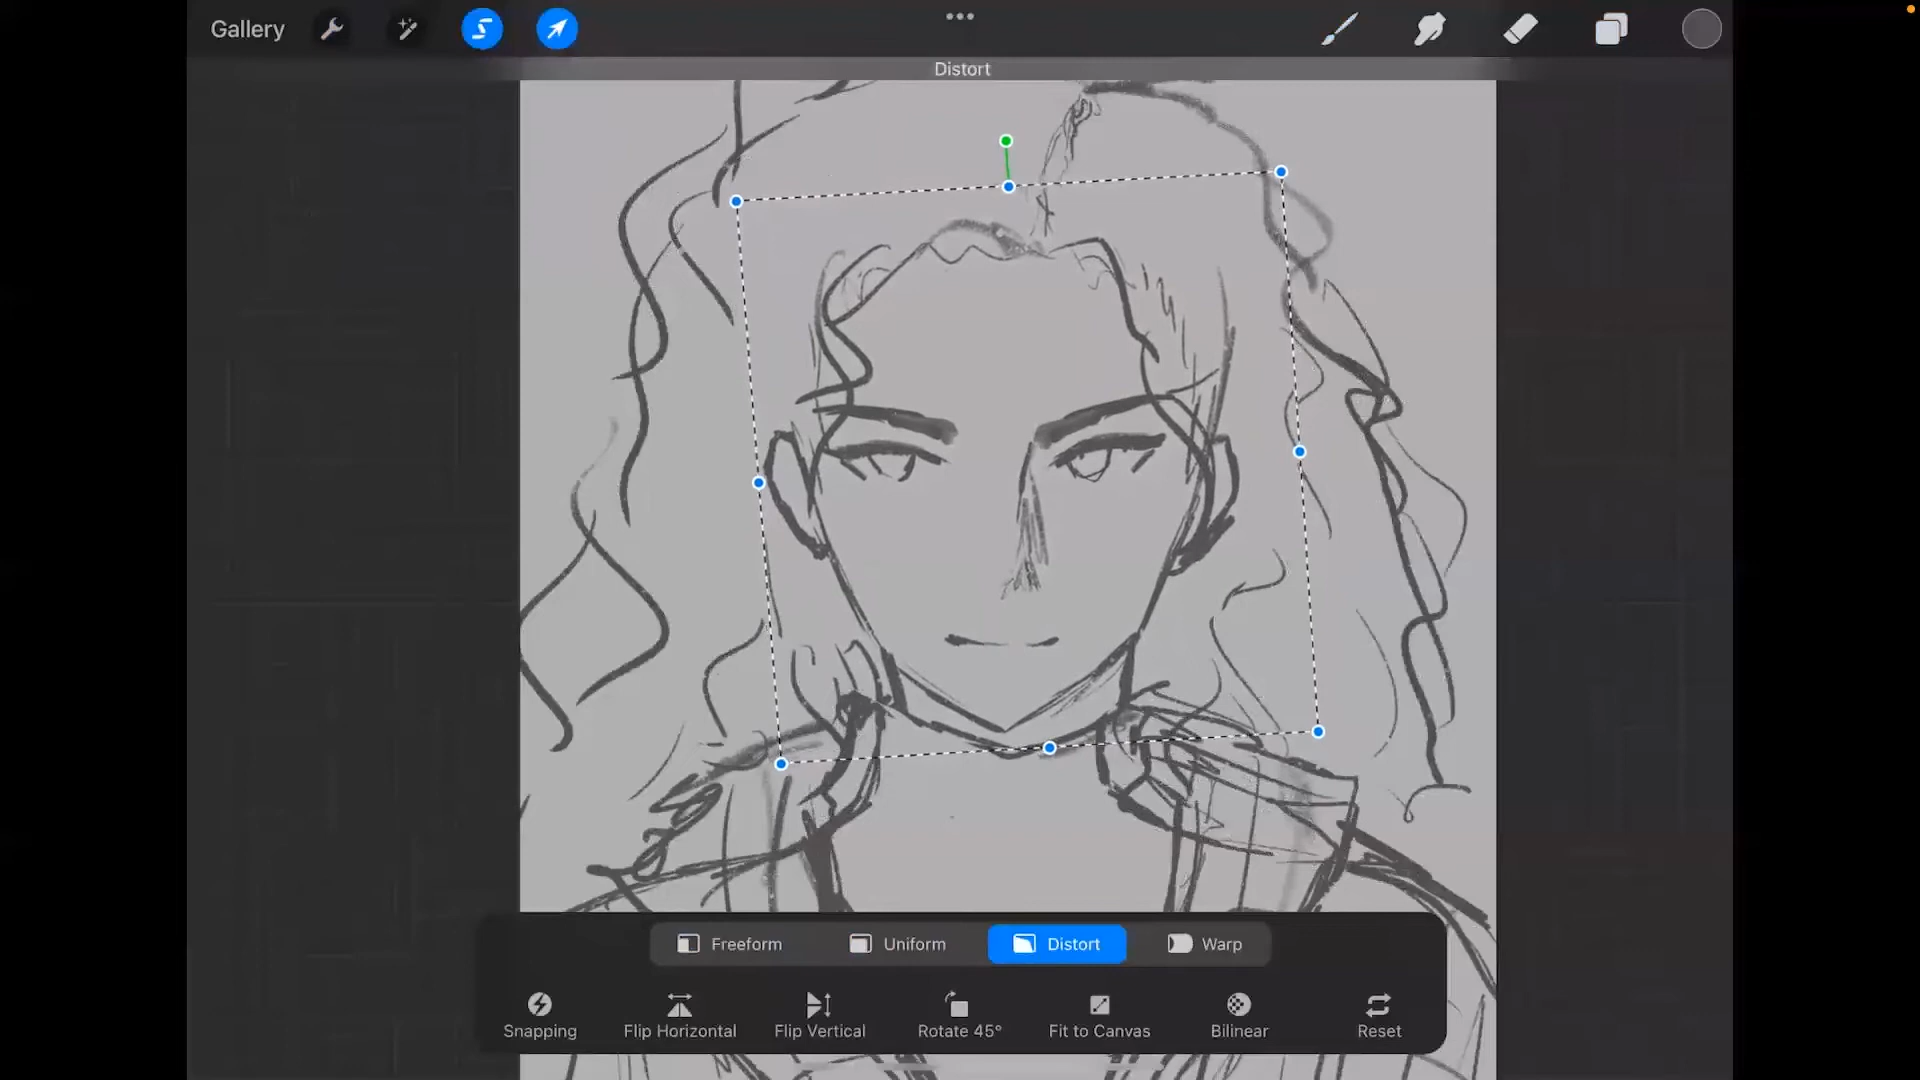 Gallery
Distort
Freeform
Uniform
Distort
Warp
Snapping
Flip Horizontal
Flip Vertical
Rotate 45°
Fit to Canvas
Bilinear
Reset